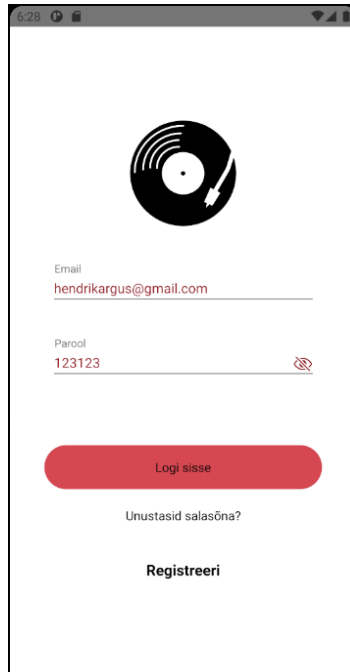 6:28
Email
hendrikargus@gmail.com
Parool
123123
Logi sisse
Unustasid salasõna?
Registreeri